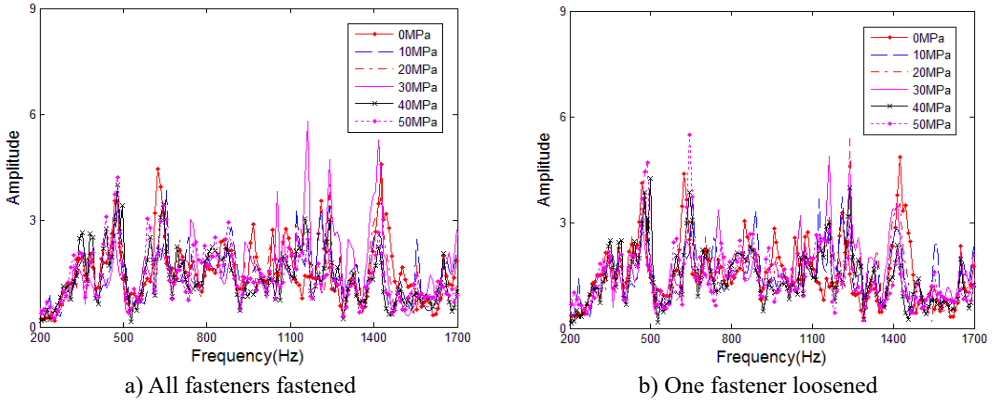 9
6
3
0
Amplitude
0MPa
10MPa
20MPa
30MPa
40MPa
50MPa
200 500 800 1100 1400 1700
Frequency(Hz)
a) All fasteners fastened
9
6
3
0
Amplitude
0MPa
10MPa
20MPa
30MPa
40MPa
50MPa
200 500 800 1100 1400 1700
Frequency(Hz)
b) One fastener loosened